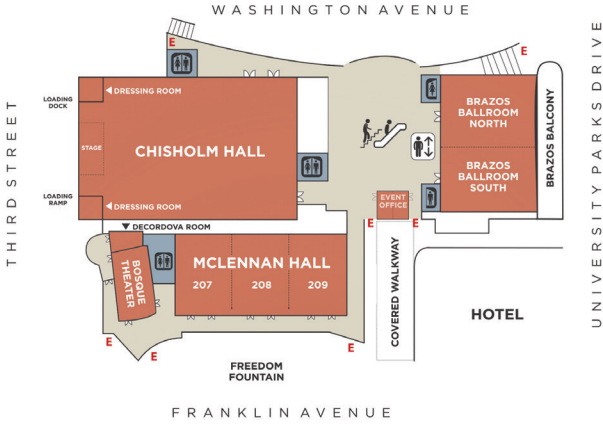 WASHINGTON AVENUE
E
E
THIRD STREET
UNIVERSITY PARKS DRIVE
LOADING
DOCK
DRESSING ROOM
STAGE
CHISHOLM HALL
LOADING
RAMP
DRESSING ROOM
BRAZOS
BALLROOM
NORTH
BRAZOS
BALLROOM
SOUTH
BRAZOS BALCONY
EVENT
OFFICE
E
E
DECORDOVA ROOM
BOSQUE
THEATER
MCLENNAN HALL
207
208
209
COVERED WALKWAY
HOTEL
E
E
E
FREEDOM
FOUNTAIN
FRANKLIN AVENUE